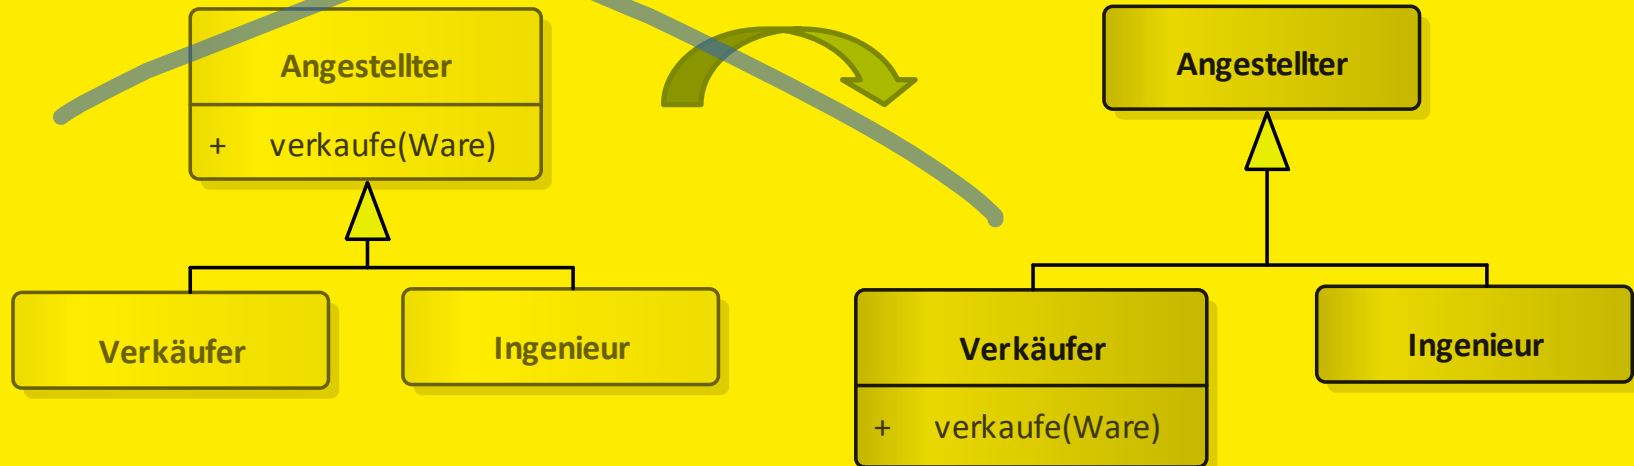 Angestellter
+ verkaufe(Ware)
Verkäufer
Ingenieur
Angestellter
Verkäufer
+ verkaufe(Ware)
Ingenieur